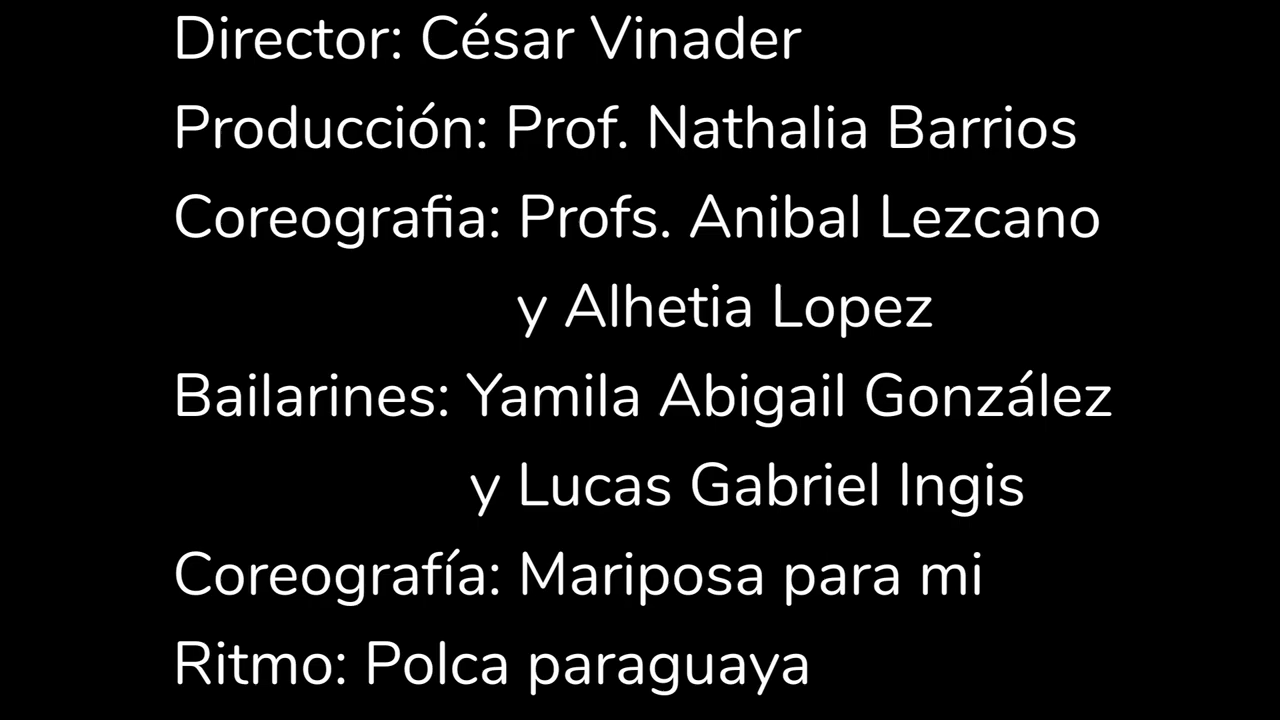 Director: César Vinader
Producción: Prof. Nathalia Barrios
Coreografia: Profs. Anibal Lezcano
y Alhetia Lopez
Bailarines: Yamila Abigail González
y Lucas Gabriel Ingis
Coreografía: Mariposa para mi
Ritmo: Polca paraguaya